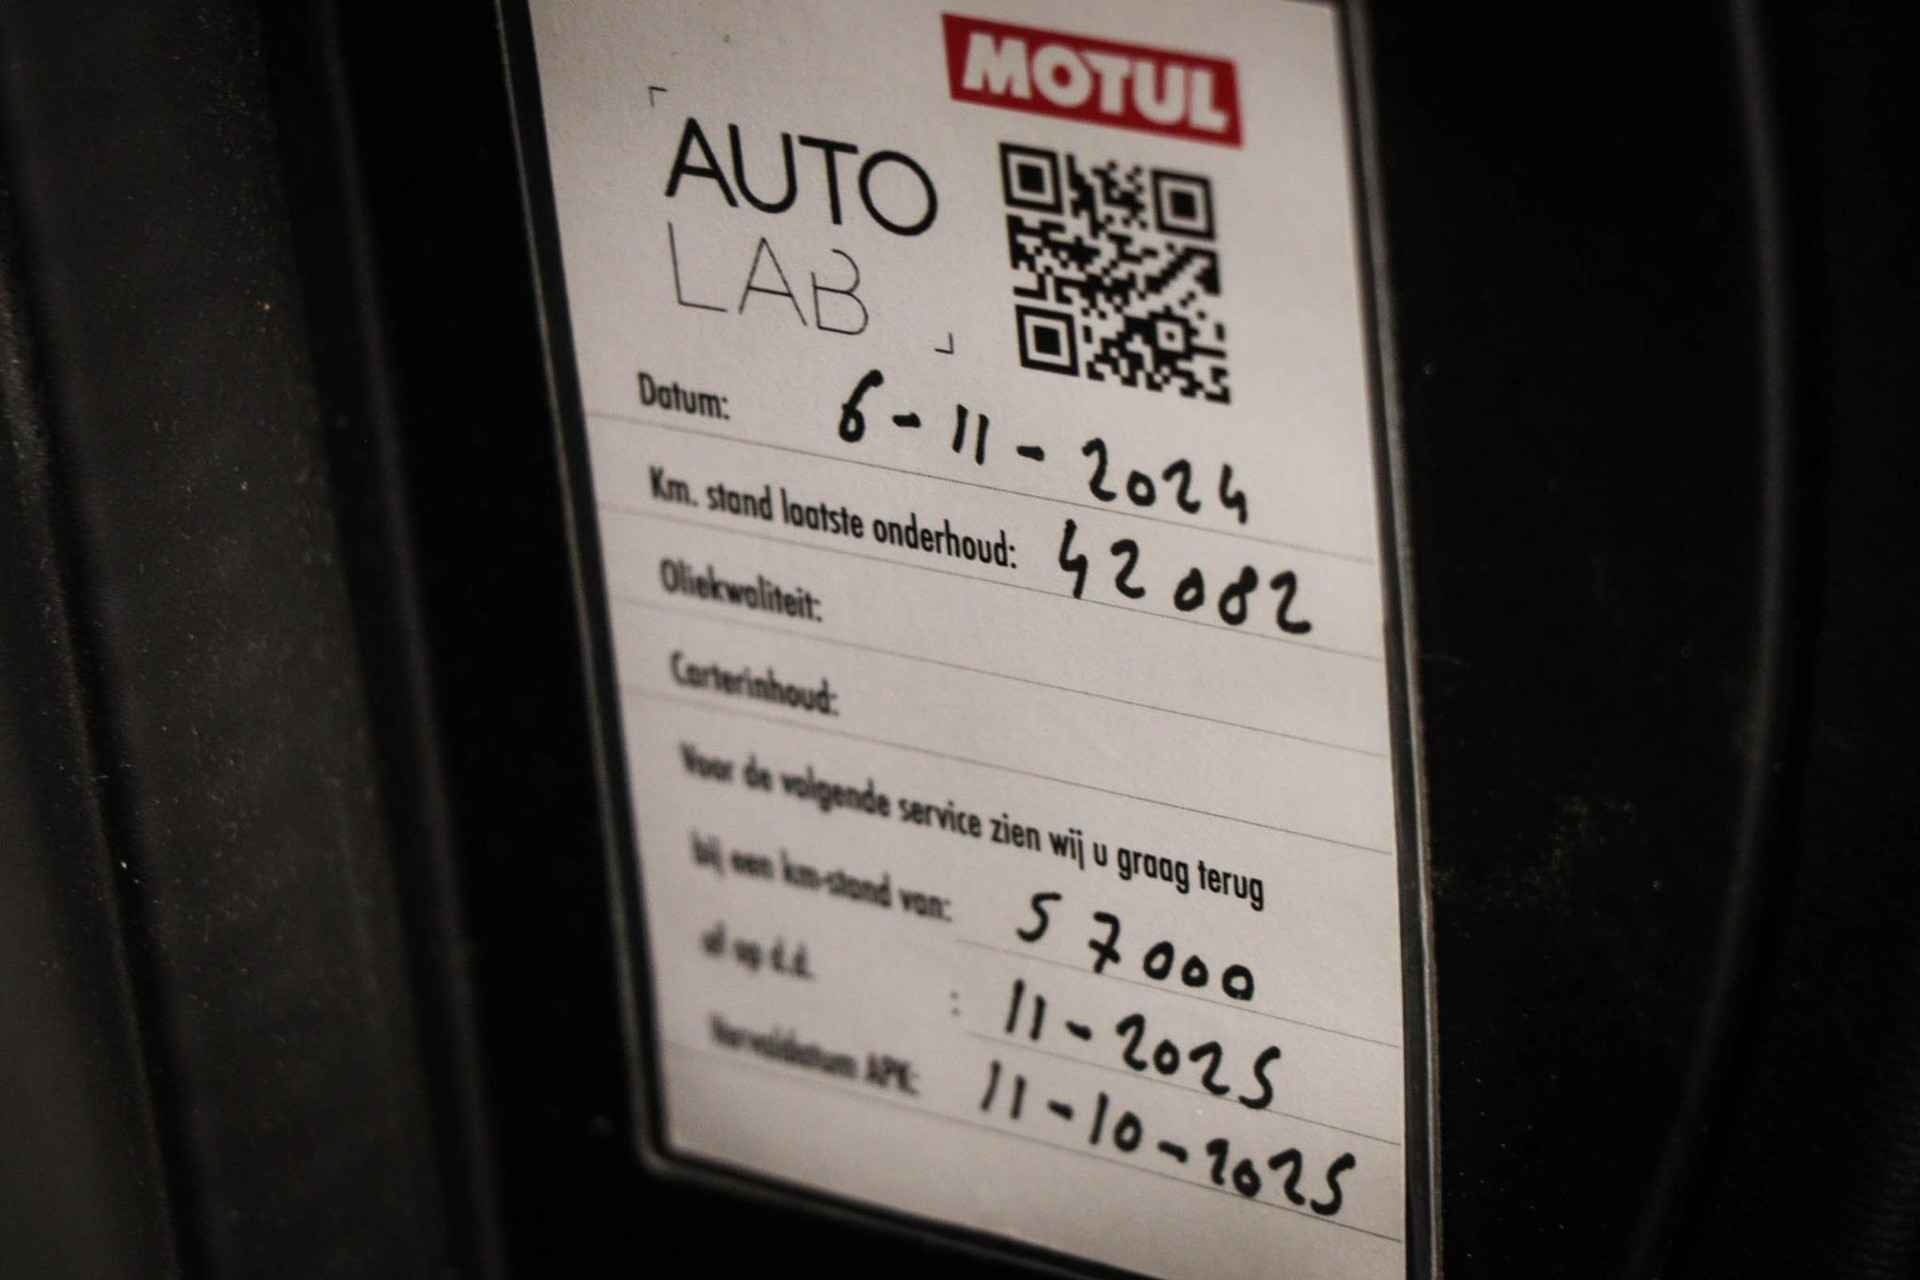 MOTUL
AUTO
LAB
Datum: 6-11-2024
Km. stand laatste onderhoud: 42082
Oliekwaliteit:
Carterinhoud:
Voor de volgende service zien wij u graag terug
bij een km-stand van: 57000
of op d.d. : 11-2025
Vervaldatum APK: 11-10-2025